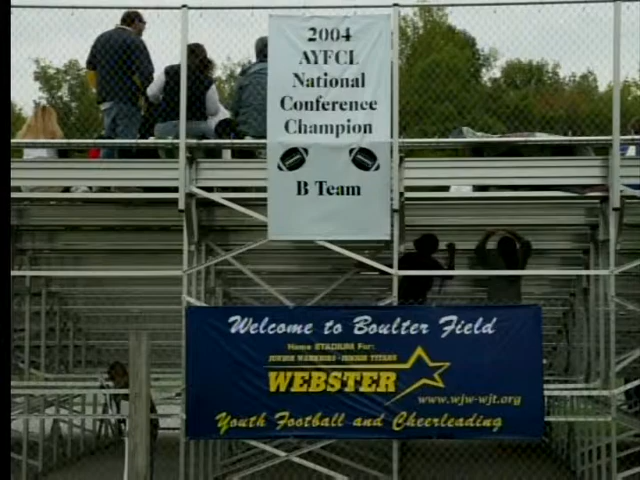 2004
AYFCL
National
Conference
Champion
B Team
Welcome to Boulter Field
Home STADIUM For:
JUNIOR WARRIORS - JUNIOR TITANS
WEBSTER
www.wjw-wjt.org
Youth Football and Cheerleading